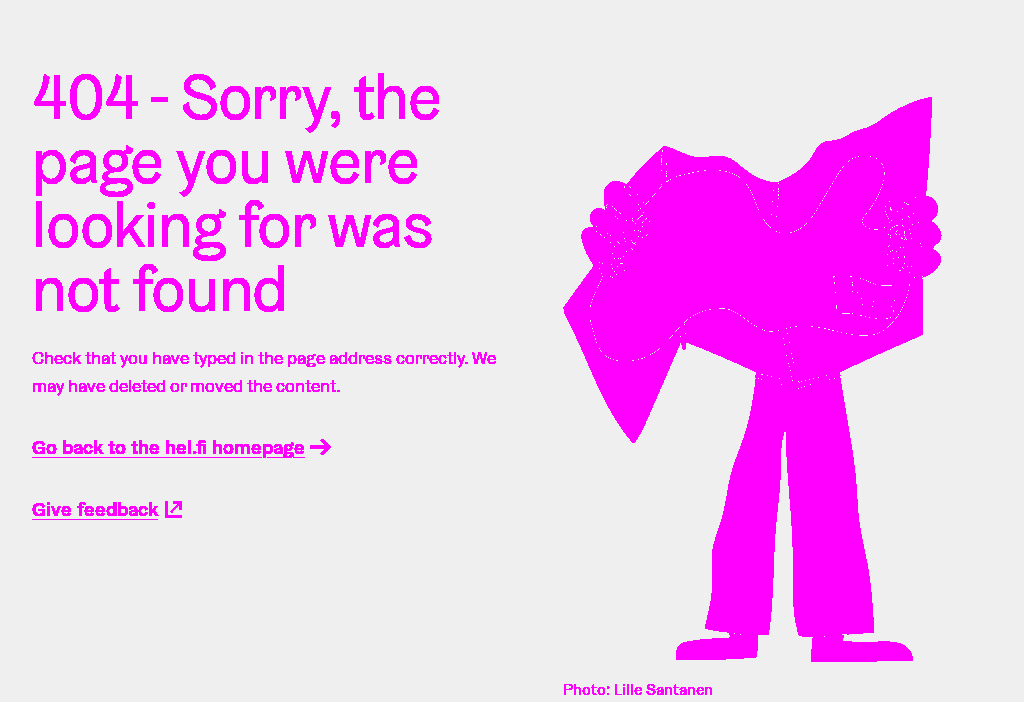 404 - Sorry, the
page you were
looking for was
not found
Check that you have typed in the page address correctly. We
may have deleted or moved the content.
Go back to the hel.fi homepage
Give feedback
Photo: Lille Santanen